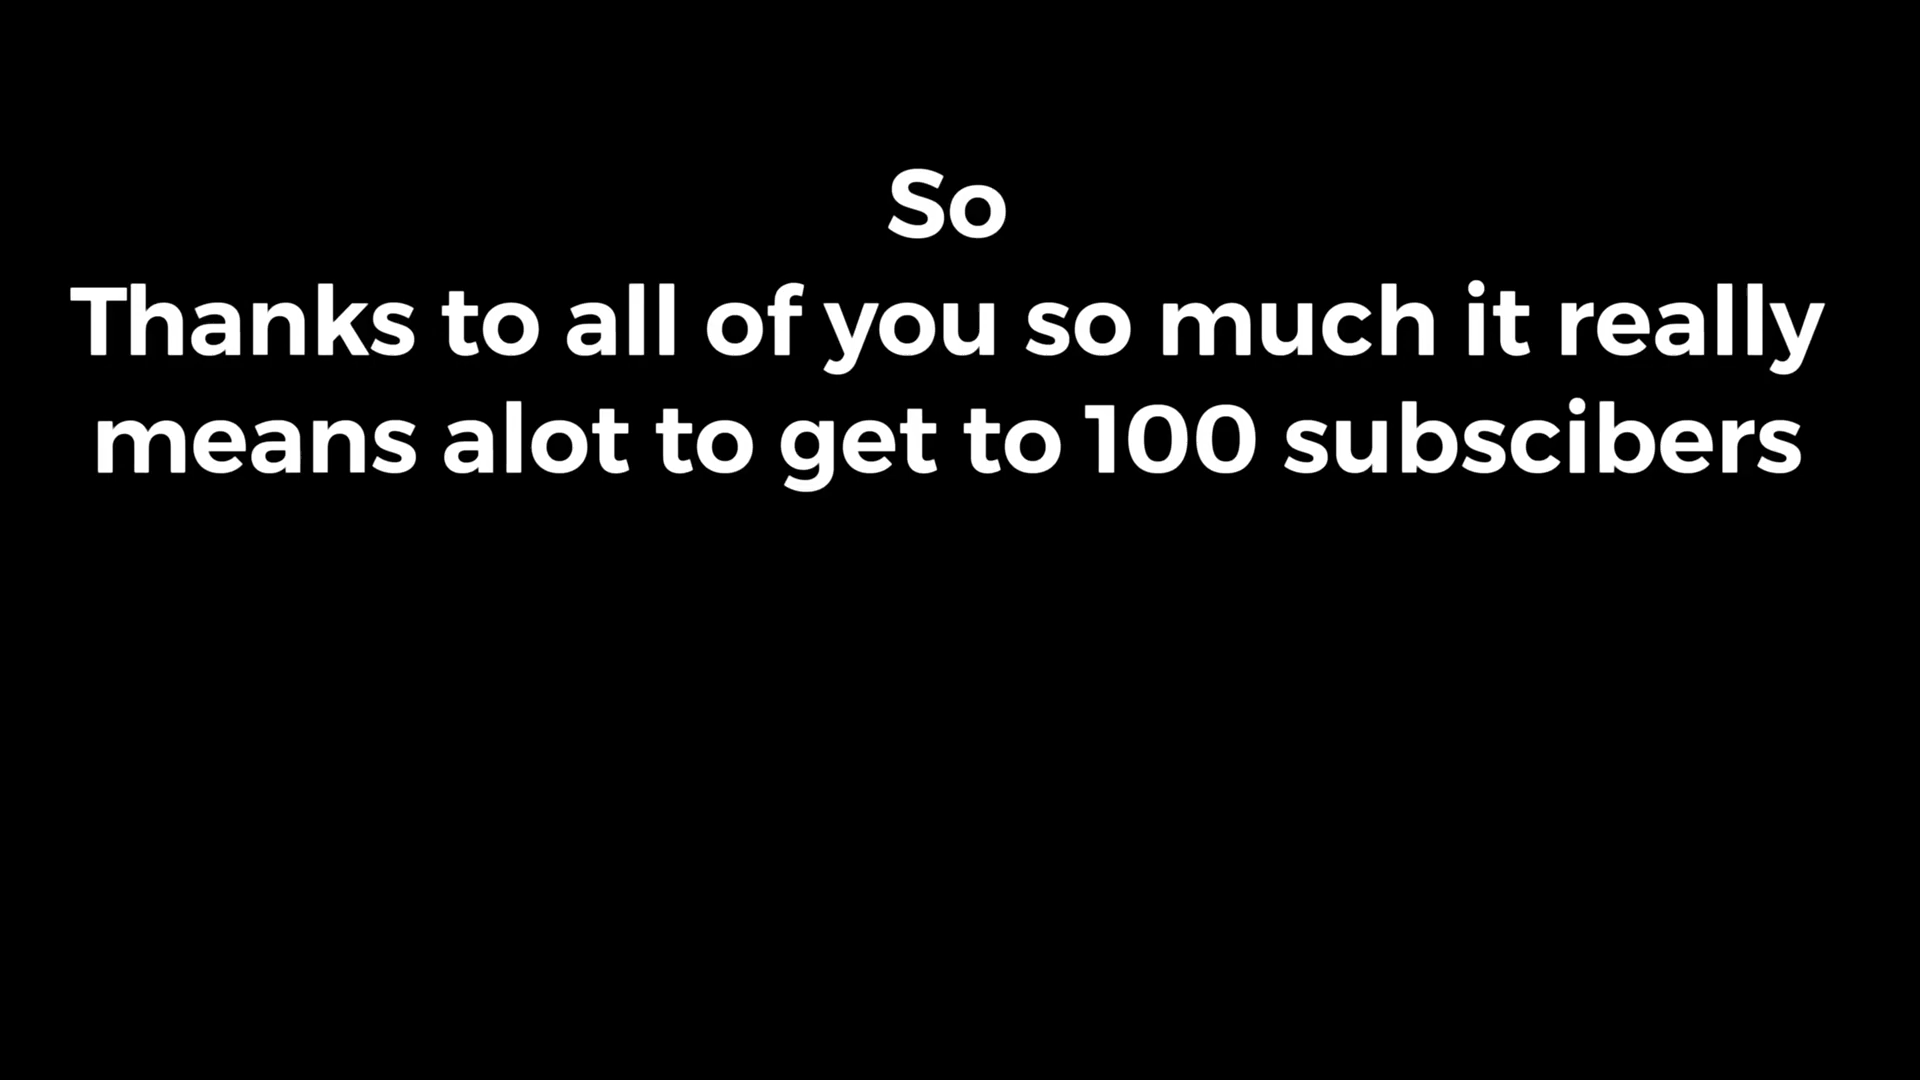 So
Thanks to all of you so much it really
means alot to get to 100 subscibers